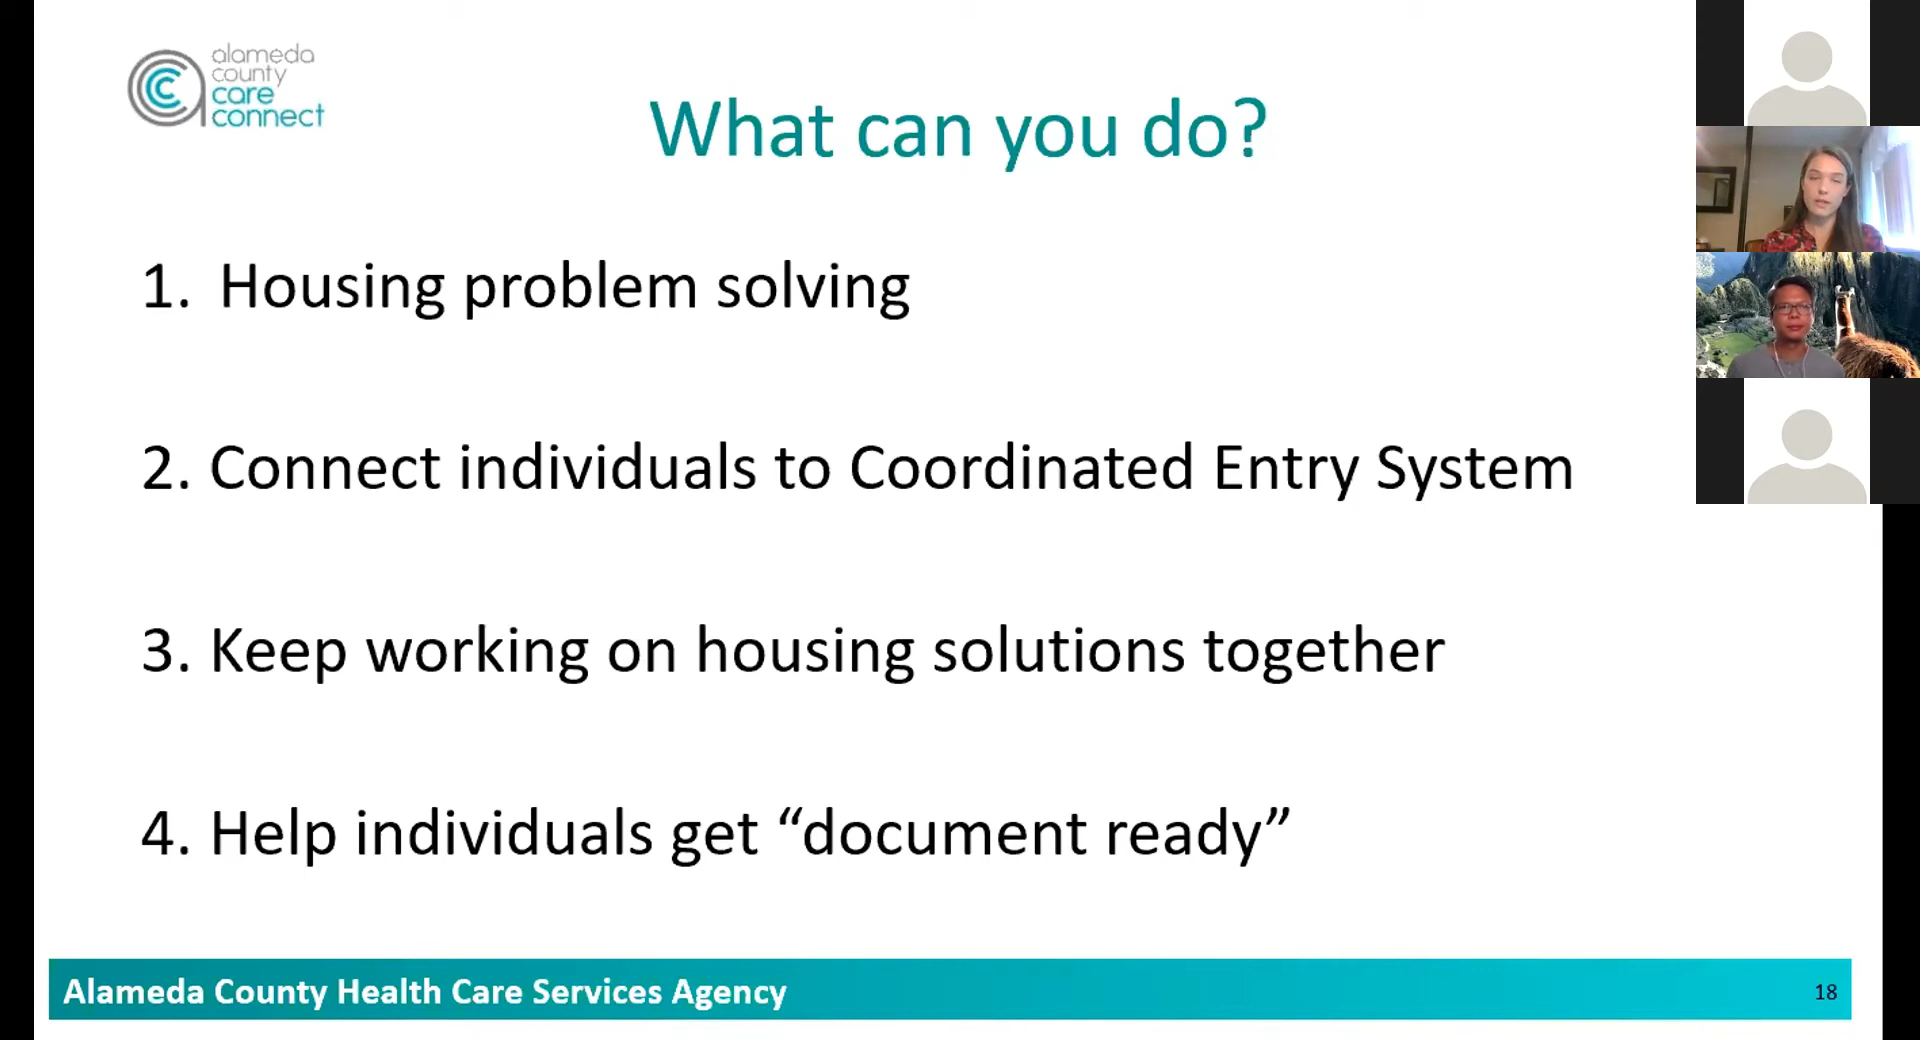 alameda
county
care
connect
What can you do?
1. Housing problem solving
2. Connect individuals to Coordinated Entry System
3. Keep working on housing solutions together
4. Help individuals get “document ready”
Alameda County Health Care Services Agency
18